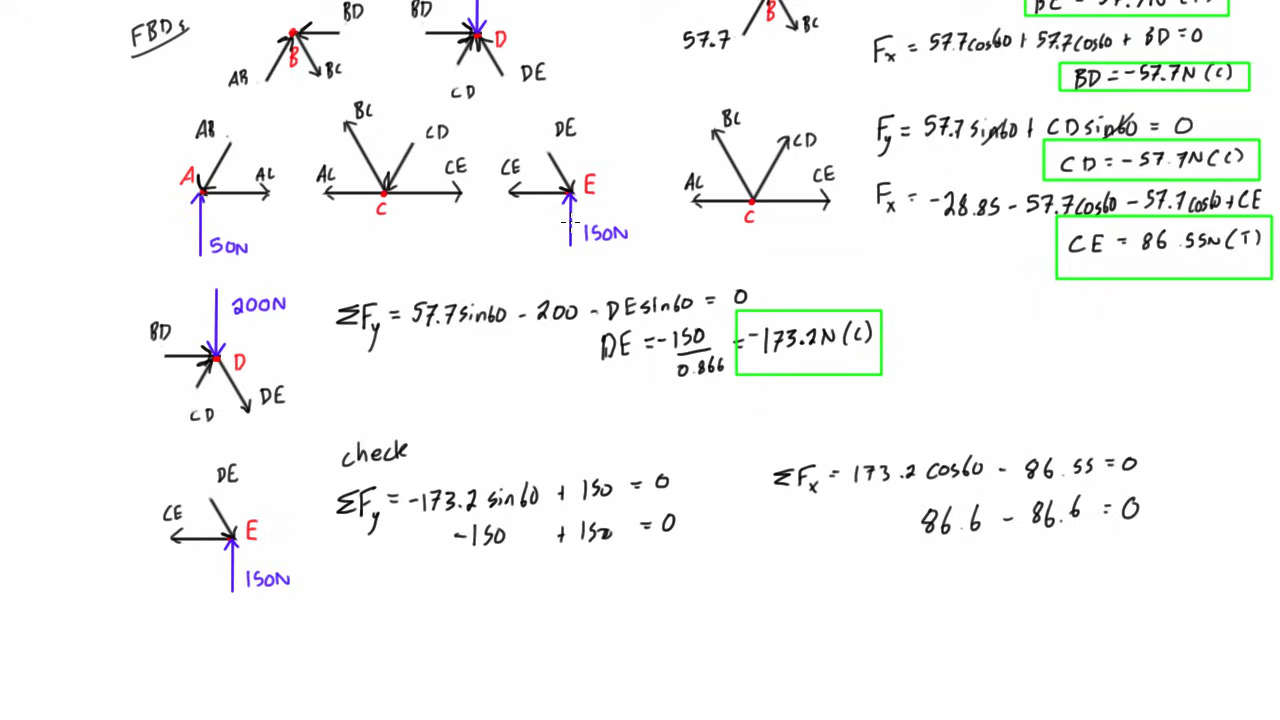 FBDs
BD
BD
D
B
AB
BC
CD
DE
57.7
B
BC
Fx = 57.7cos60 + 57.7cos60 + BD = 0
BD = -57.7N (C)
AB
A
AC
50N
BC
CD
AC
CE
C
DE
CE
E
150N
BC
CD
AC
CE
C
Fy = 57.7 sin60 + CD sin60 = 0
CD = -57.7N (C)
Fx = -28.85 - 57.7cos60 - 57.7cos60 + CE
CE = 86.55N (T)
200N
BD
D
CD
DE
ΣFy = 57.7sin60 - 200 - DEsin60 = 0
DE = -150/0.866 = -173.2N (C)
check
DE
CE
E
150N
ΣFy = -173.2 sin60 + 150 = 0
-150 + 150 = 0
ΣFx = 173.2 cos60 - 86.55 = 0
86.6 - 86.6 = 0